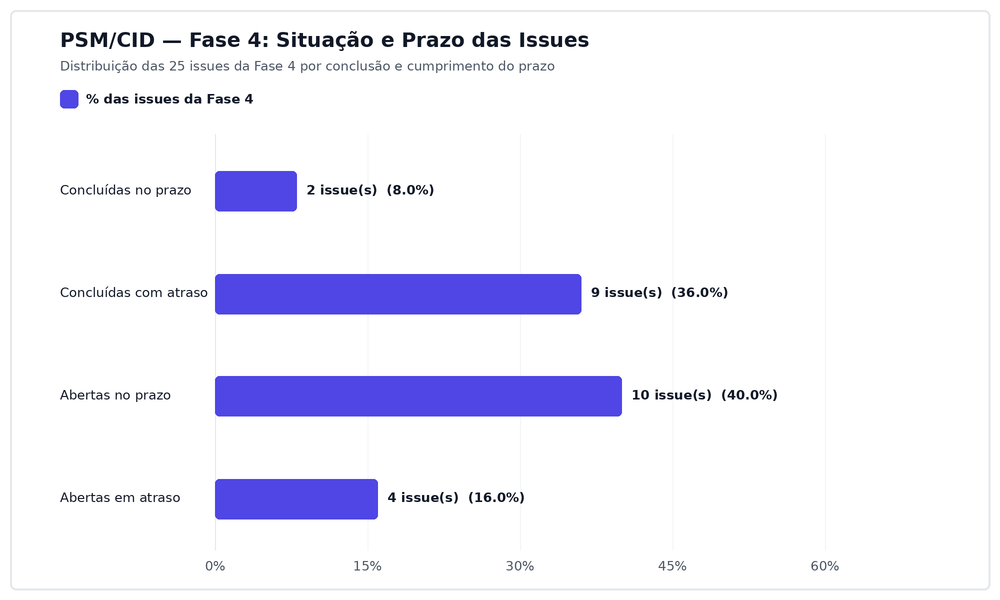 PSM/CID — Fase 4: Situação e Prazo das Issues
Distribuição das 25 issues da Fase 4 por conclusão e cumprimento do prazo
% das issues da Fase 4
Concluídas no prazo 2 issue(s) (8.0%)
Concluídas com atraso 9 issue(s) (36.0%)
Abertas no prazo 10 issue(s) (40.0%)
Abertas em atraso 4 issue(s) (16.0%)
0% 15% 30% 45% 60%